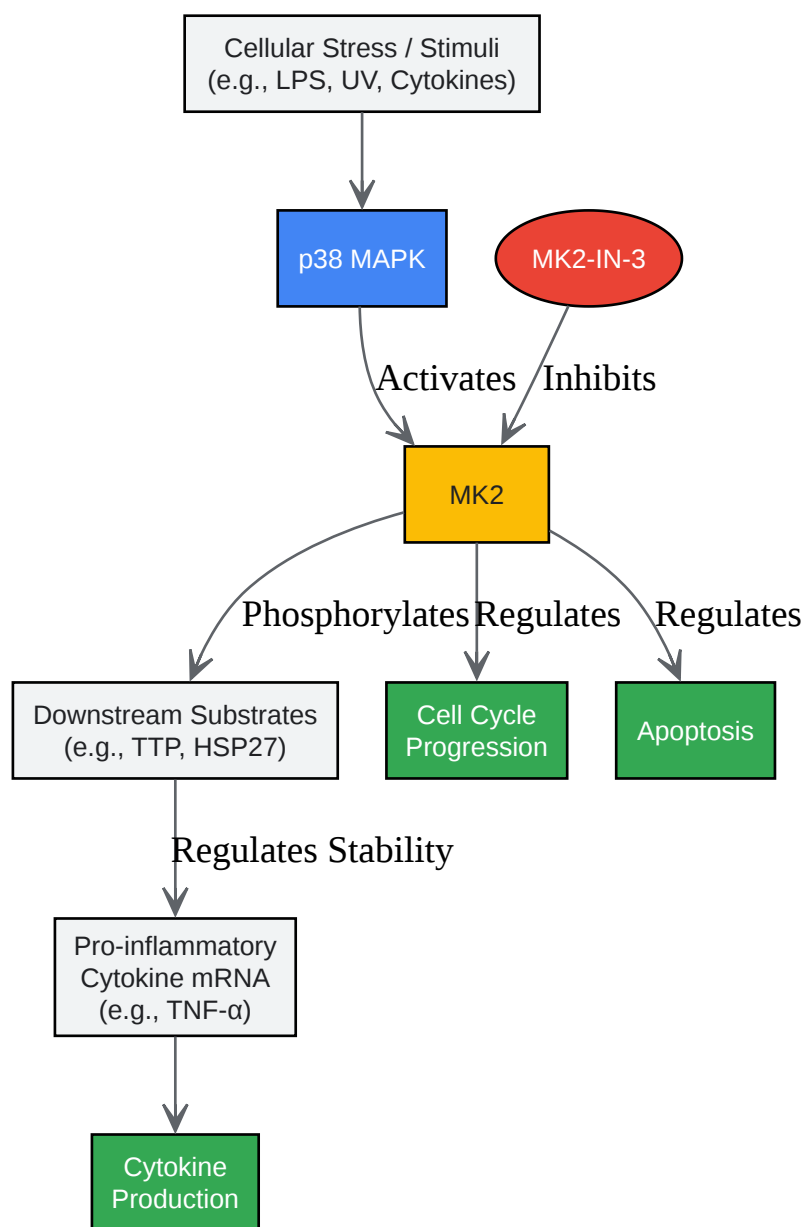 Cellular Stress / Stimuli
(e.g., LPS, UV, Cytokines)
p38 MAPK
MK2-IN-3
Activates
Inhibits
MK2
Phosphorylates
Regulates
Regulates
Downstream Substrates
(e.g., TTP, HSP27)
Cell Cycle
Progression
Apoptosis
Regulates Stability
Pro-inflammatory
Cytokine mRNA
(e.g., TNF-α)
Cytokine
Production